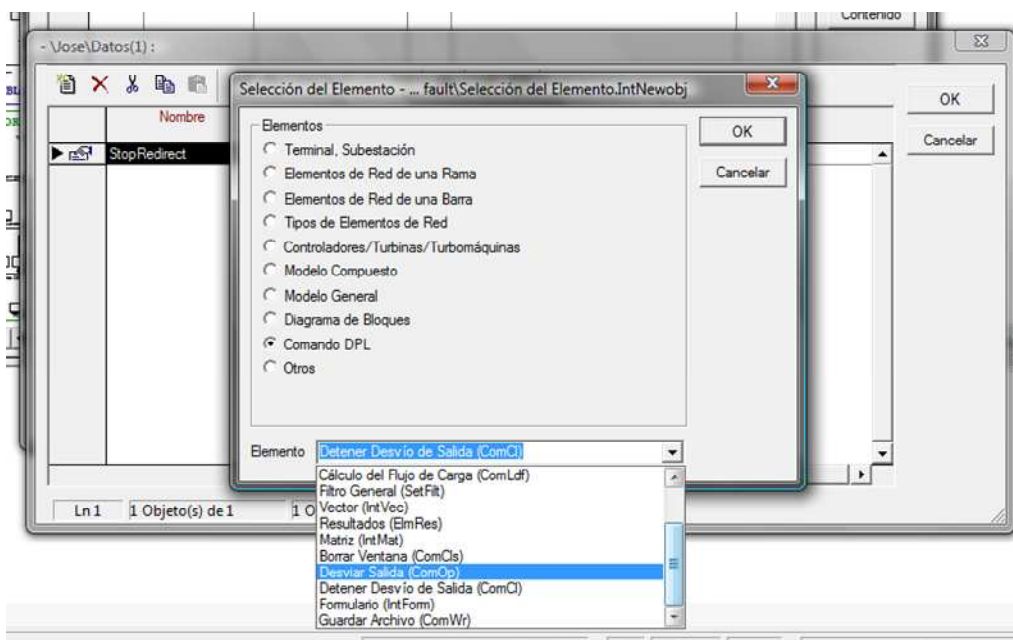 Contenido
- \Jose\Datos(1) :
Nombre
StopRedirect
OK
Cancelar
Selección del Elemento - ... fault\Selección del Elemento.IntNewobj
Elementos
Terminal, Subestación
Elementos de Red de una Rama
Elementos de Red de una Barra
Tipos de Elementos de Red
Controladores/Turbinas/Turbomáquinas
Modelo Compuesto
Modelo General
Diagrama de Bloques
Comando DPL
Otros
OK
Cancelar
Elemento Detener Desvío de Salida (ComCl)
Cálculo del Flujo de Carga (ComLdf)
Filtro General (SetFilt)
Vector (IntVec)
Resultados (ElmRes)
Matriz (IntMat)
Borrar Ventana (ComCls)
Desviar Salida (ComOp)
Detener Desvío de Salida (ComCl)
Formulario (IntForm)
Guardar Archivo (ComWr)
Ln 1 1 Objeto(s) de 1 1 O